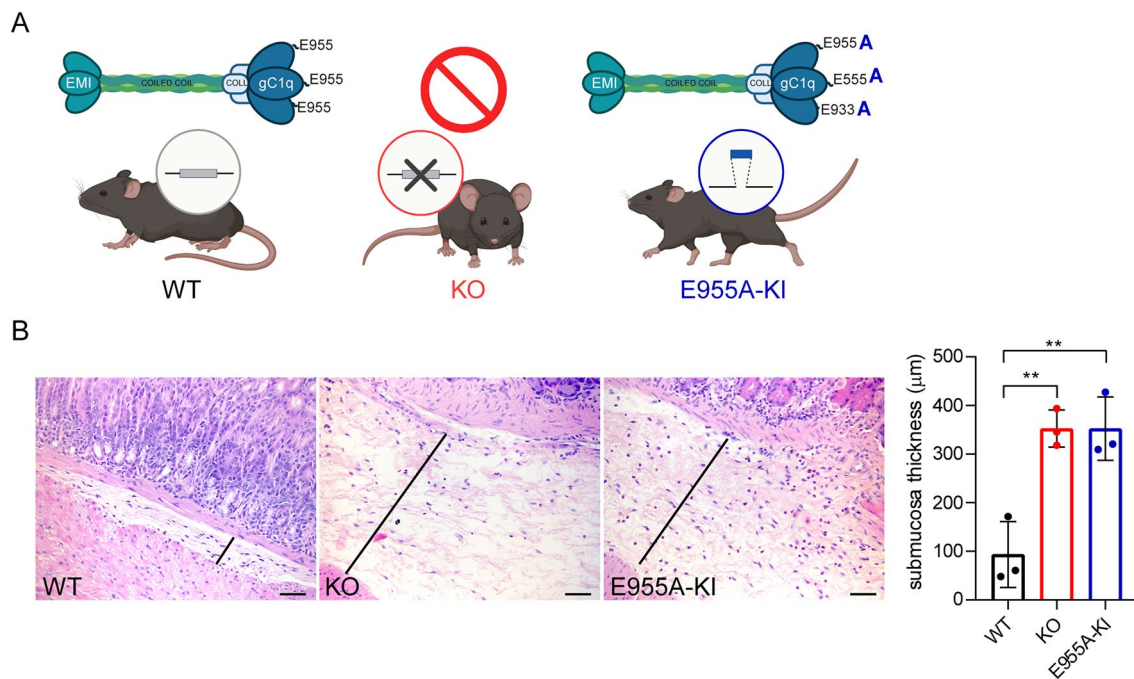 A
EMI
COILED COIL
COLL
gC1q
E955
E955
E955
EMI
COILED COIL
COLL
gC1q
E955 A
E555 A
E933 A
WT
KO
E955A-KI
B
WT
KO
E955A-KI
submucosa thickness (μm)
500
400
300
200
100
0
**
**
WT
KO
E955A-KI